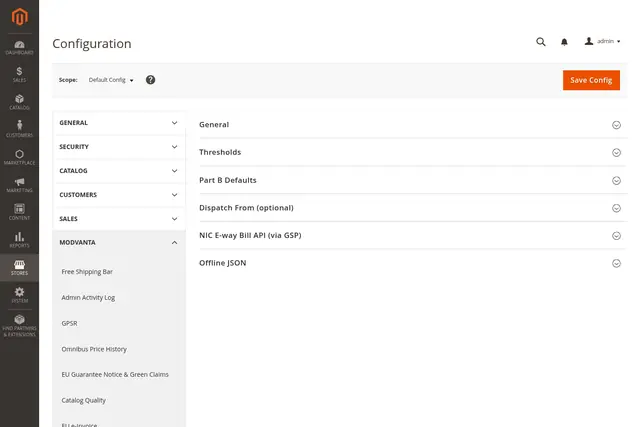 Configuration
admin
Scope:
Default Config
?
Save Config
DASHBOARD
SALES
CATALOG
CUSTOMERS
MARKETPLACE
MARKETING
CONTENT
REPORTS
STORES
SYSTEM
FIND PARTNERS
& EXTENSIONS
GENERAL
SECURITY
CATALOG
CUSTOMERS
SALES
MODVANTA
Free Shipping Bar
Admin Activity Log
GPSR
Omnibus Price History
EU Guarantee Notice & Green Claims
Catalog Quality
EU e-Invoice
General
Thresholds
Part B Defaults
Dispatch From (optional)
NIC E-way Bill API (via GSP)
Offline JSON